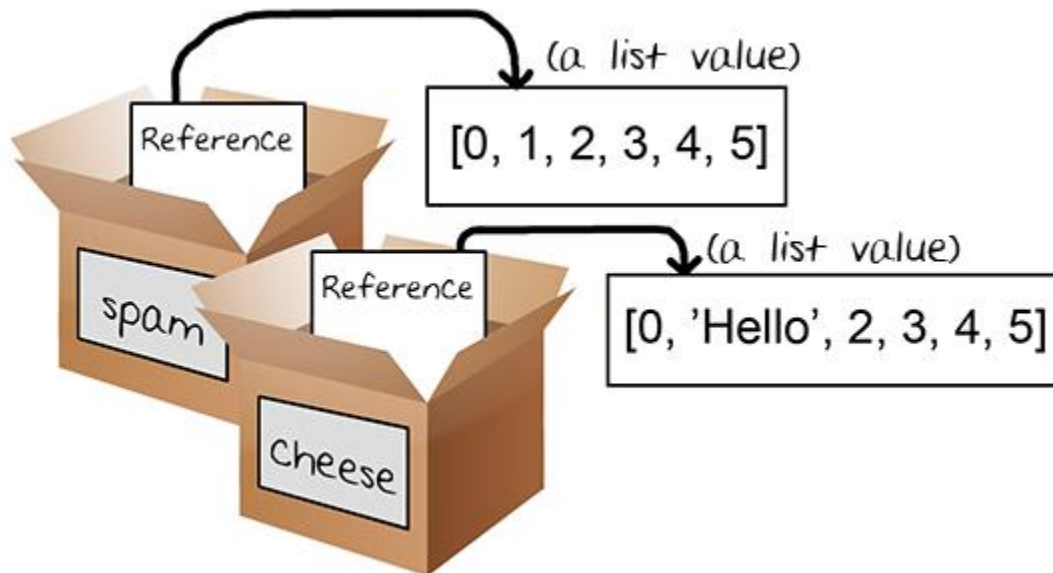 (a list value)
Reference
[0, 1, 2, 3, 4, 5]
(a list value)
Reference
spam
[0, ’Hello’, 2, 3, 4, 5]
Cheese